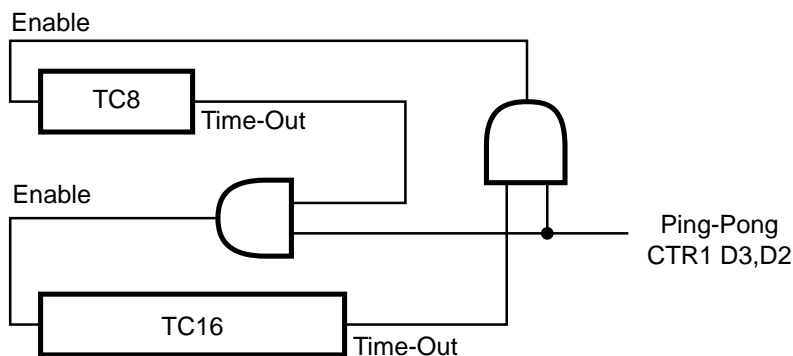 Enable
TC8
Time-Out
Enable
Ping-Pong
CTR1 D3,D2
TC16
Time-Out